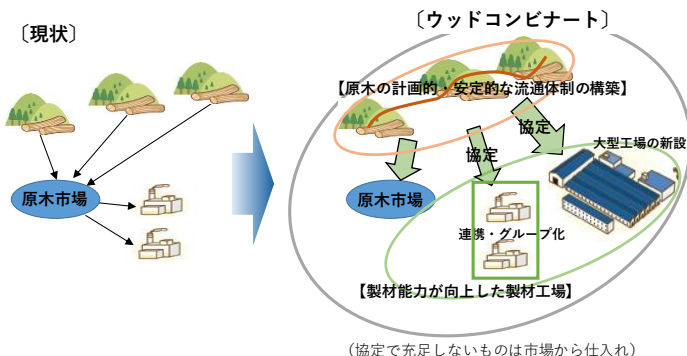 〔現状〕
〔ウッドコンビナート〕
【原木の計画的・安定的な流通体制の構築】
協定
協定
大型工場の新設
原木市場
原木市場
連携・グループ化
【製材能力が向上した製材工場】
（協定で充足しないものは市場から仕入れ）